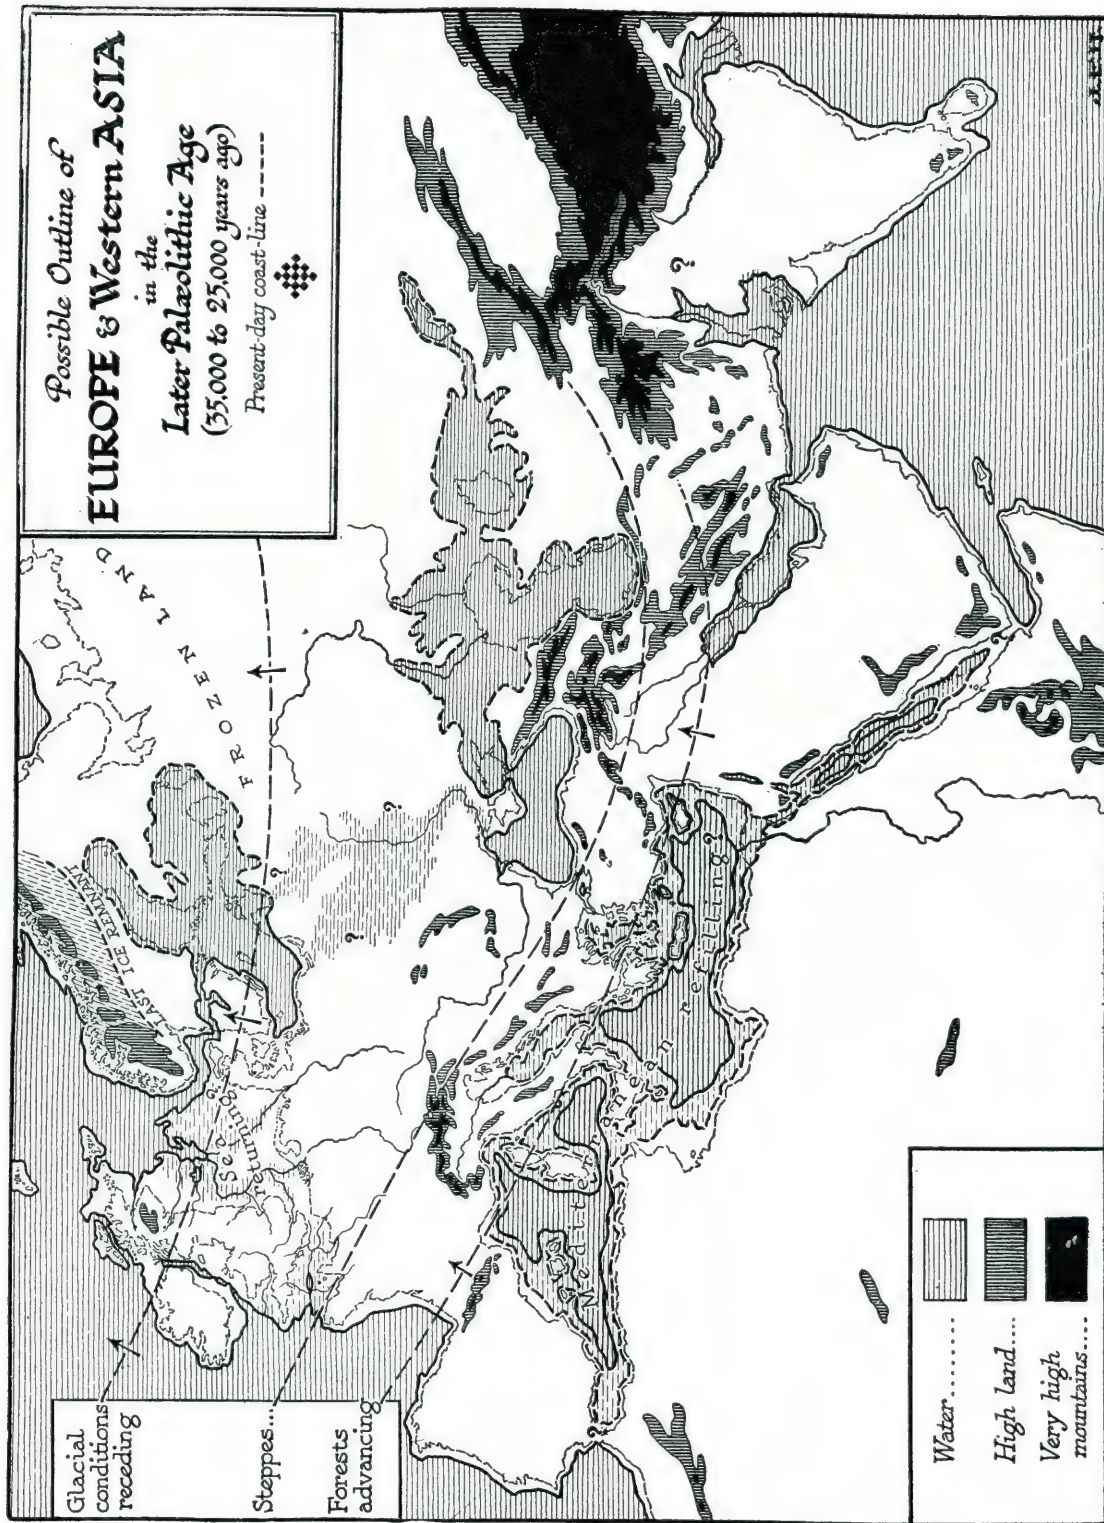 Possible Outline of
EUROPE & Western ASIA
in the
Later Palæolithic Age
(35,000 to 25,000 years ago)
Present-day coast-line ------
FROZEN LAND
LAST ICE REMNANT
Sea ?
returning
?
?
?
?
Glacial
conditions
receding
Steppes...
Forests
advancing
Mediterranean refilling?
?
?
Water........
High land....
Very high
mountains....
J.F.H.